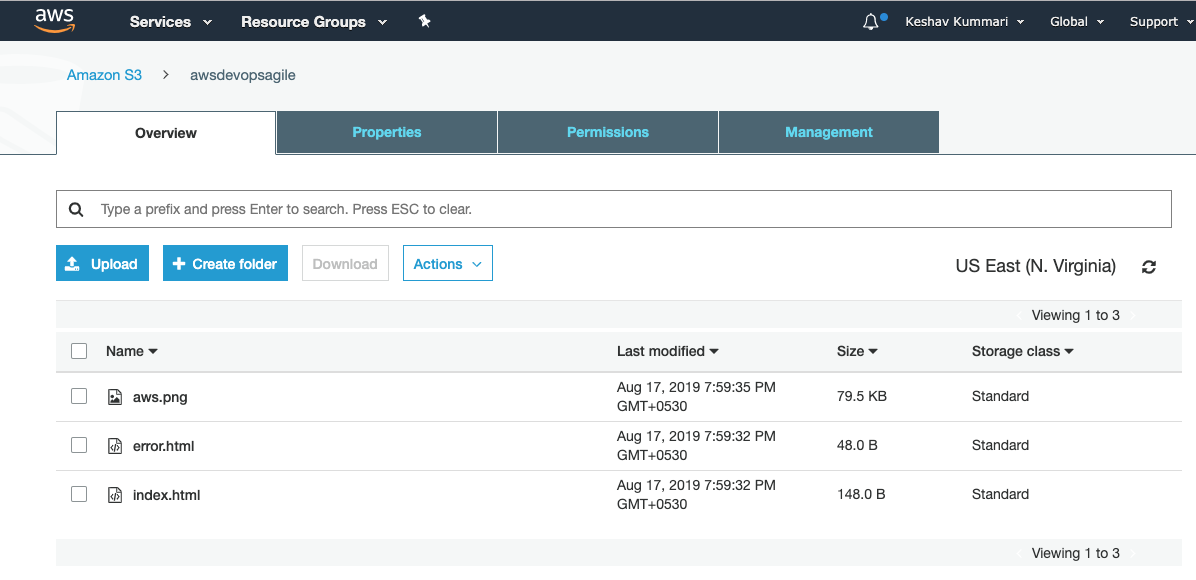 aws Services Resource Groups Keshav Kummari Global Support
Amazon S3 > awsdevopsagile
Overview Properties Permissions Management
Type a prefix and press Enter to search. Press ESC to clear.
Upload + Create folder Download Actions US East (N. Virginia)
Viewing 1 to 3
Name Last modified Size Storage class
aws.png Aug 17, 2019 7:59:35 PM 79.5 KB Standard
GMT+0530
error.html Aug 17, 2019 7:59:32 PM 48.0 B Standard
GMT+0530
index.html Aug 17, 2019 7:59:32 PM 148.0 B Standard
GMT+0530
Viewing 1 to 3